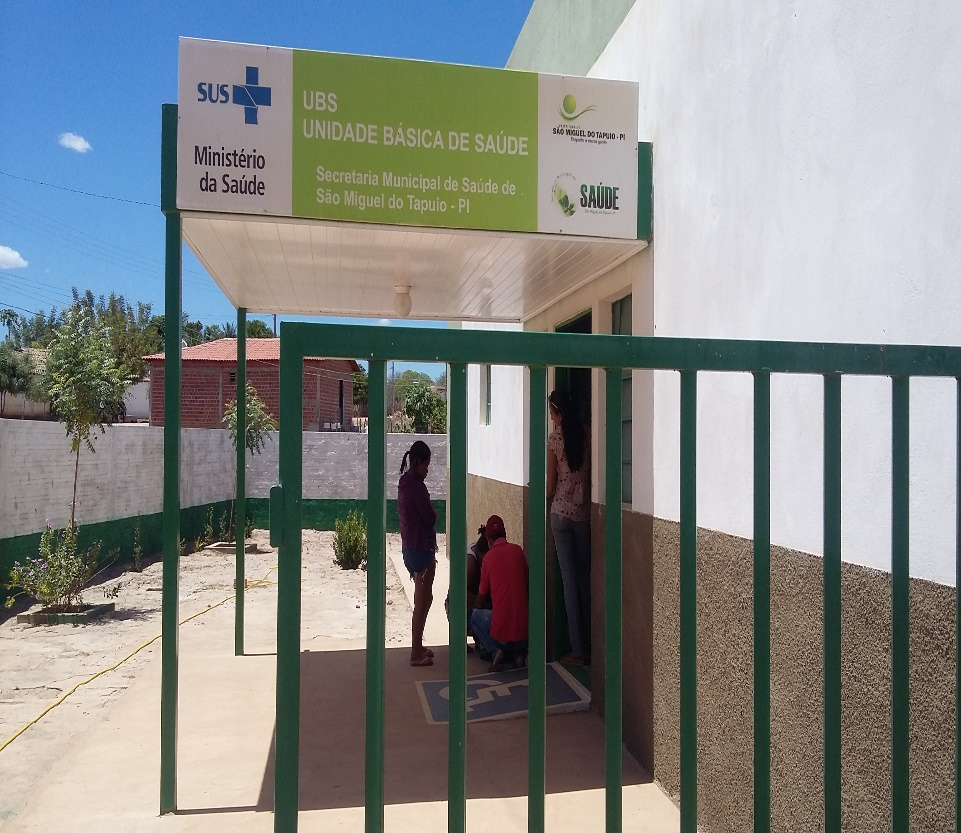 SUS
Ministério
da Saúde
UBS
UNIDADE BÁSICA DE SAÚDE
Secretaria Municipal de Saúde de
São Miguel do Tapuio - PI
SÃO MIGUEL DO TAPUIO - PI
SAÚDE